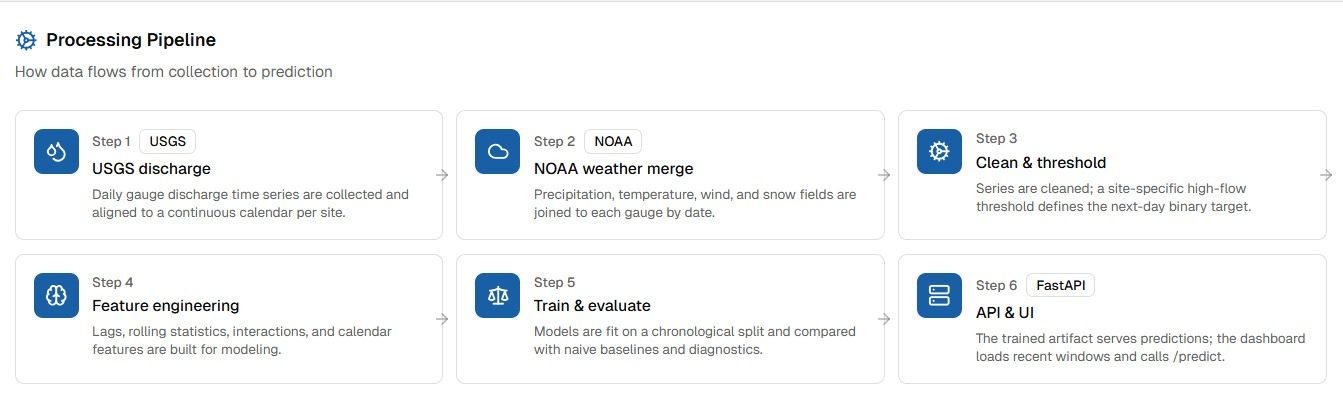 Processing Pipeline
How data flows from collection to prediction
Step 1 USGS
USGS discharge
Daily gauge discharge time series are collected and
aligned to a continuous calendar per site.
Step 2 NOAA
NOAA weather merge
Precipitation, temperature, wind, and snow fields are
joined to each gauge by date.
Step 3
Clean & threshold
Series are cleaned; a site-specific high-flow
threshold defines the next-day binary target.
Step 4
Feature engineering
Lags, rolling statistics, interactions, and calendar
features are built for modeling.
Step 5
Train & evaluate
Models are fit on a chronological split and compared
with naive baselines and diagnostics.
Step 6 FastAPI
API & UI
The trained artifact serves predictions; the dashboard
loads recent windows and calls /predict.